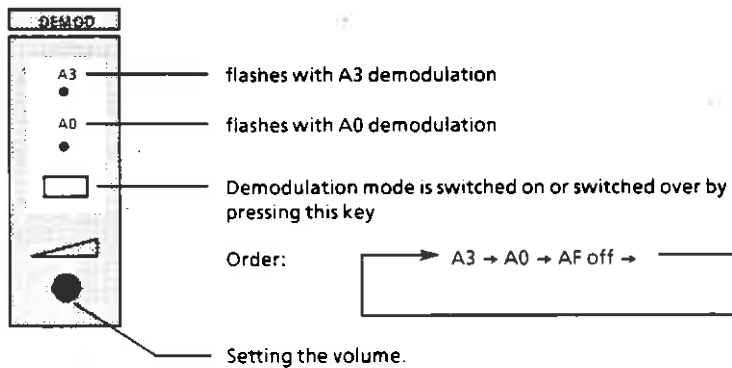 DEMOD
A3
flashes with A3 demodulation
A0
flashes with A0 demodulation
Demodulation mode is switched on or switched over by
pressing this key
Order:
A3 → A0 → AF off →
Setting the volume.